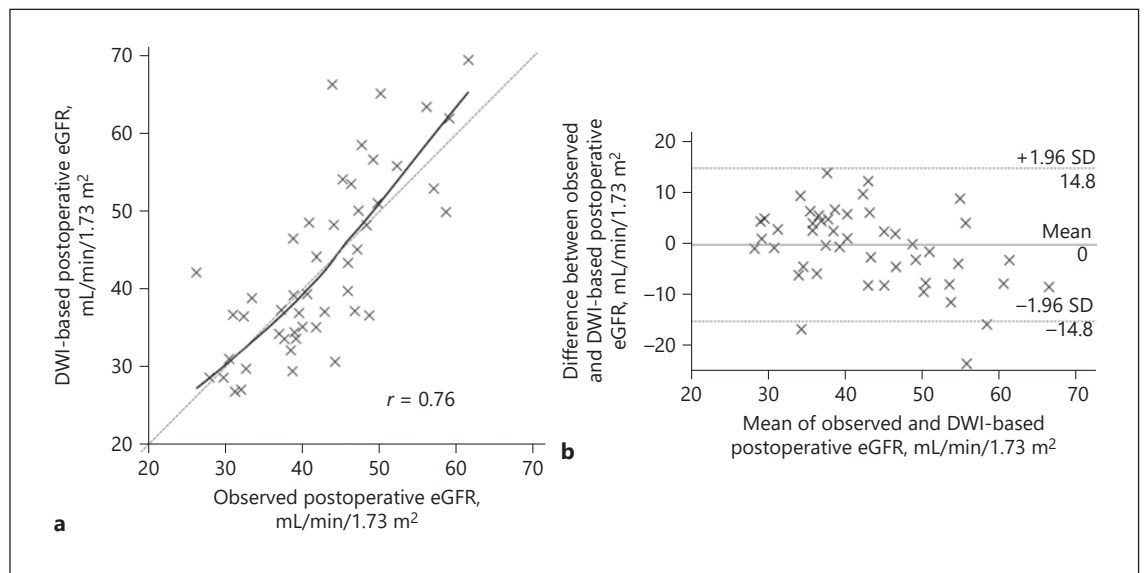 70
60
50
40
30
20
20
30
40
50
60
70
DWI-based postoperative eGFR,
mL/min/1.73 m²
r = 0.76
Observed postoperative eGFR,
mL/min/1.73 m²
a
20
10
0
–10
–20
20
30
40
50
60
70
Difference between observed
and DWI-based postoperative
eGFR, mL/min/1.73 m²
+1.96 SD
14.8
Mean
0
–1.96 SD
–14.8
Mean of observed and DWI-based
postoperative eGFR, mL/min/1.73 m²
b